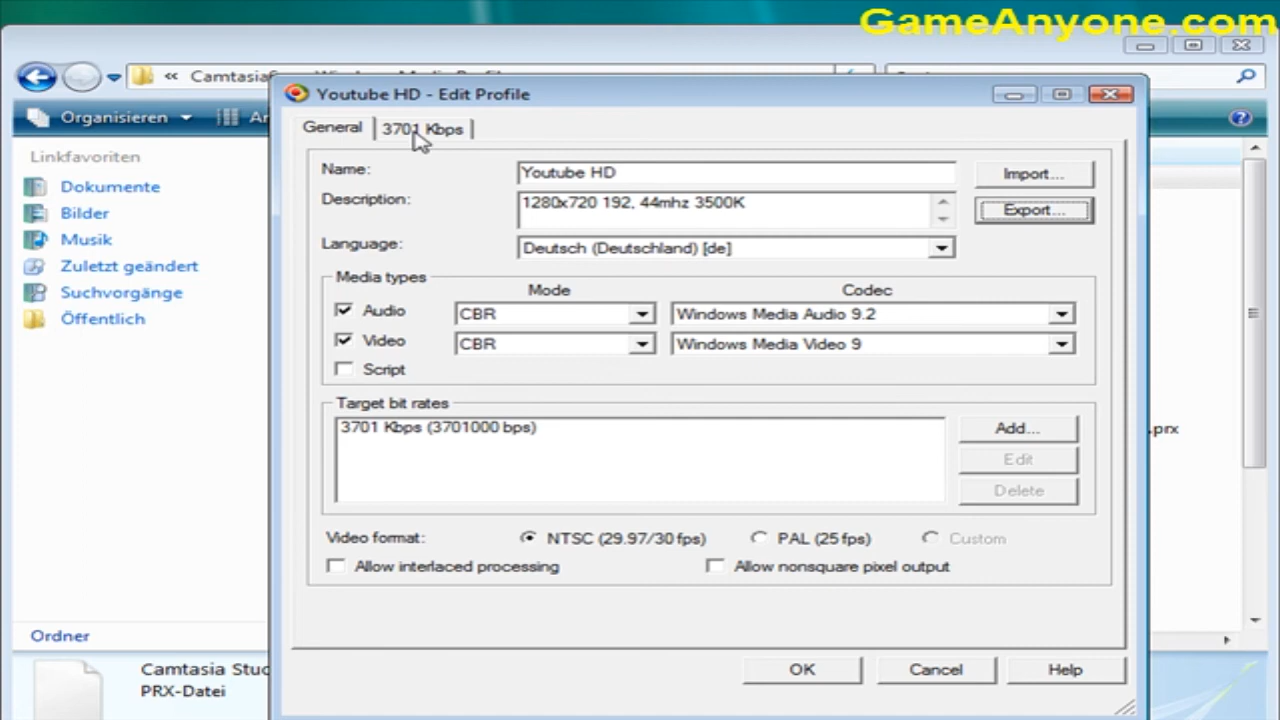 GameAnyone.com
Camtasia
Organisieren
Linkfavoriten
Dokumente
Bilder
Musik
Zuletzt geändert
Suchvorgänge
Öffentlich
Ordner
Camtasia Stud
PRX-Datei
.prx
Youtube HD - Edit Profile
General
3701 Kbps
Name:
Youtube HD
Import...
Description:
1280x720 192, 44mhz 3500K
Export...
Language:
Deutsch (Deutschland) [de]
Media types
Mode
Codec
Audio
CBR
Windows Media Audio 9.2
Video
CBR
Windows Media Video 9
Script
Target bit rates
3701 Kbps (3701000 bps)
Add...
Edit
Delete
Video format:
NTSC (29.97/30 fps)
PAL (25 fps)
Custom
Allow interlaced processing
Allow nonsquare pixel output
OK
Cancel
Help